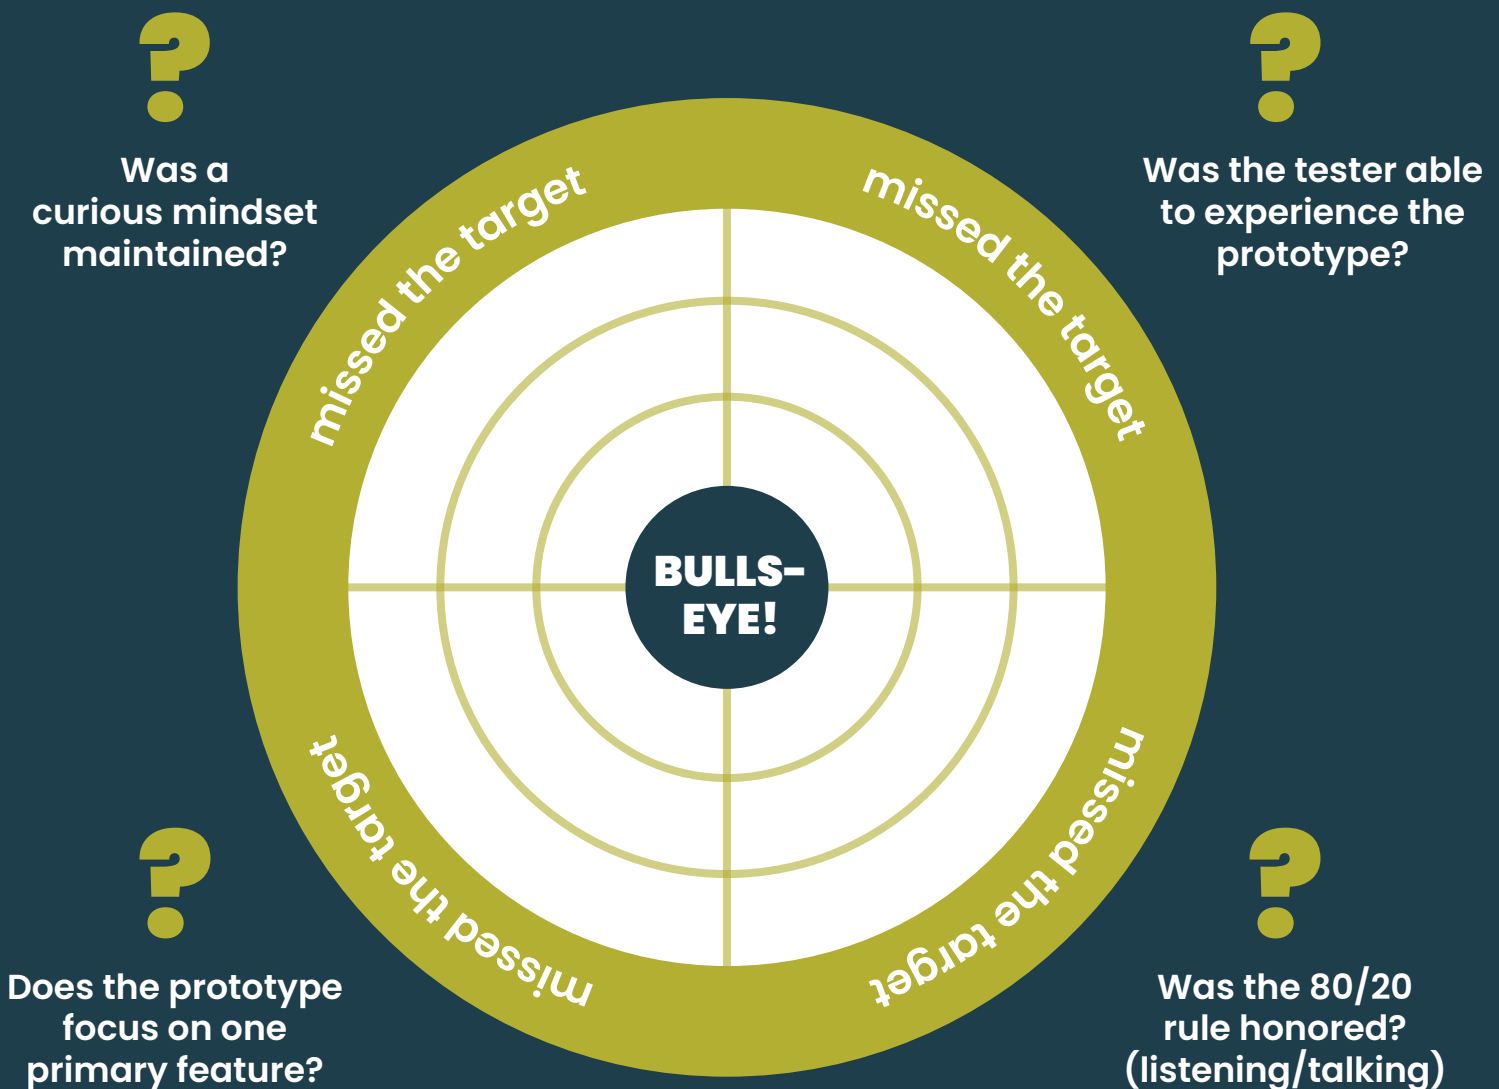 ?
?
Was a
curious mindset
maintained?
Was the tester able
to experience the
prototype?
missed the target
missed the target
BULLS-
EYE!
missed the target
missed the target
?
?
Does the prototype
focus on one
primary feature?
Was the 80/20
rule honored?
(listening/talking)